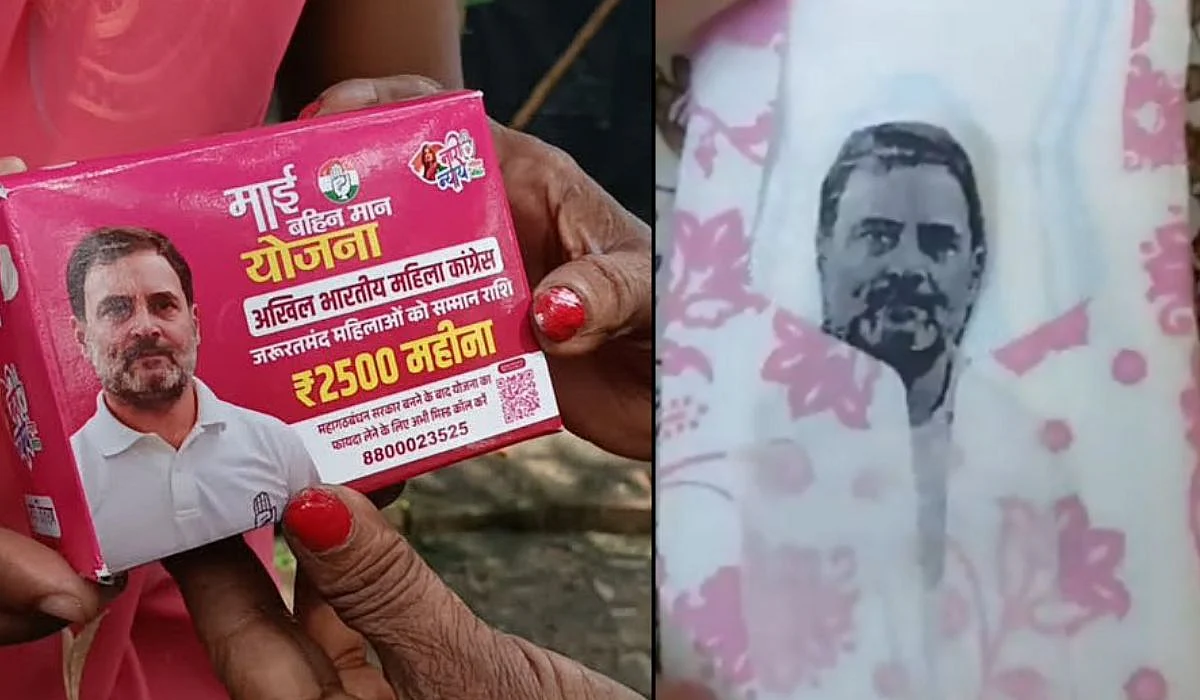 माई
बहिन मान
योजना
नारी
न्याय
अखिल भारतीय महिला कांग्रेस
जरूरतमंद महिलाओं को सम्मान राशि
₹2500 महीना
महागठबंधन सरकार बनने के बाद योजना का
फायदा लेने के लिए अभी मिस्ड कॉल करें
8800023525